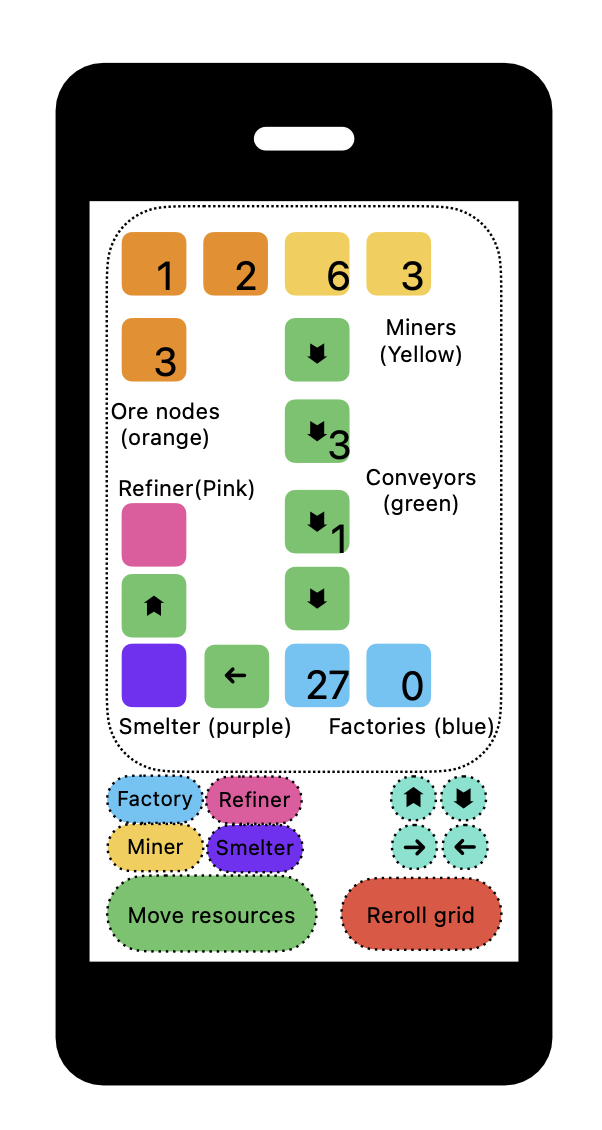 1 2 6 3
3
Miners
(Yellow)
Ore nodes
(orange)
3
Conveyors
(green)
Refiner(Pink)
1
27 0
Smelter (purple) Factories (blue)
Factory Refiner
Miner Smelter
Move resources Reroll grid